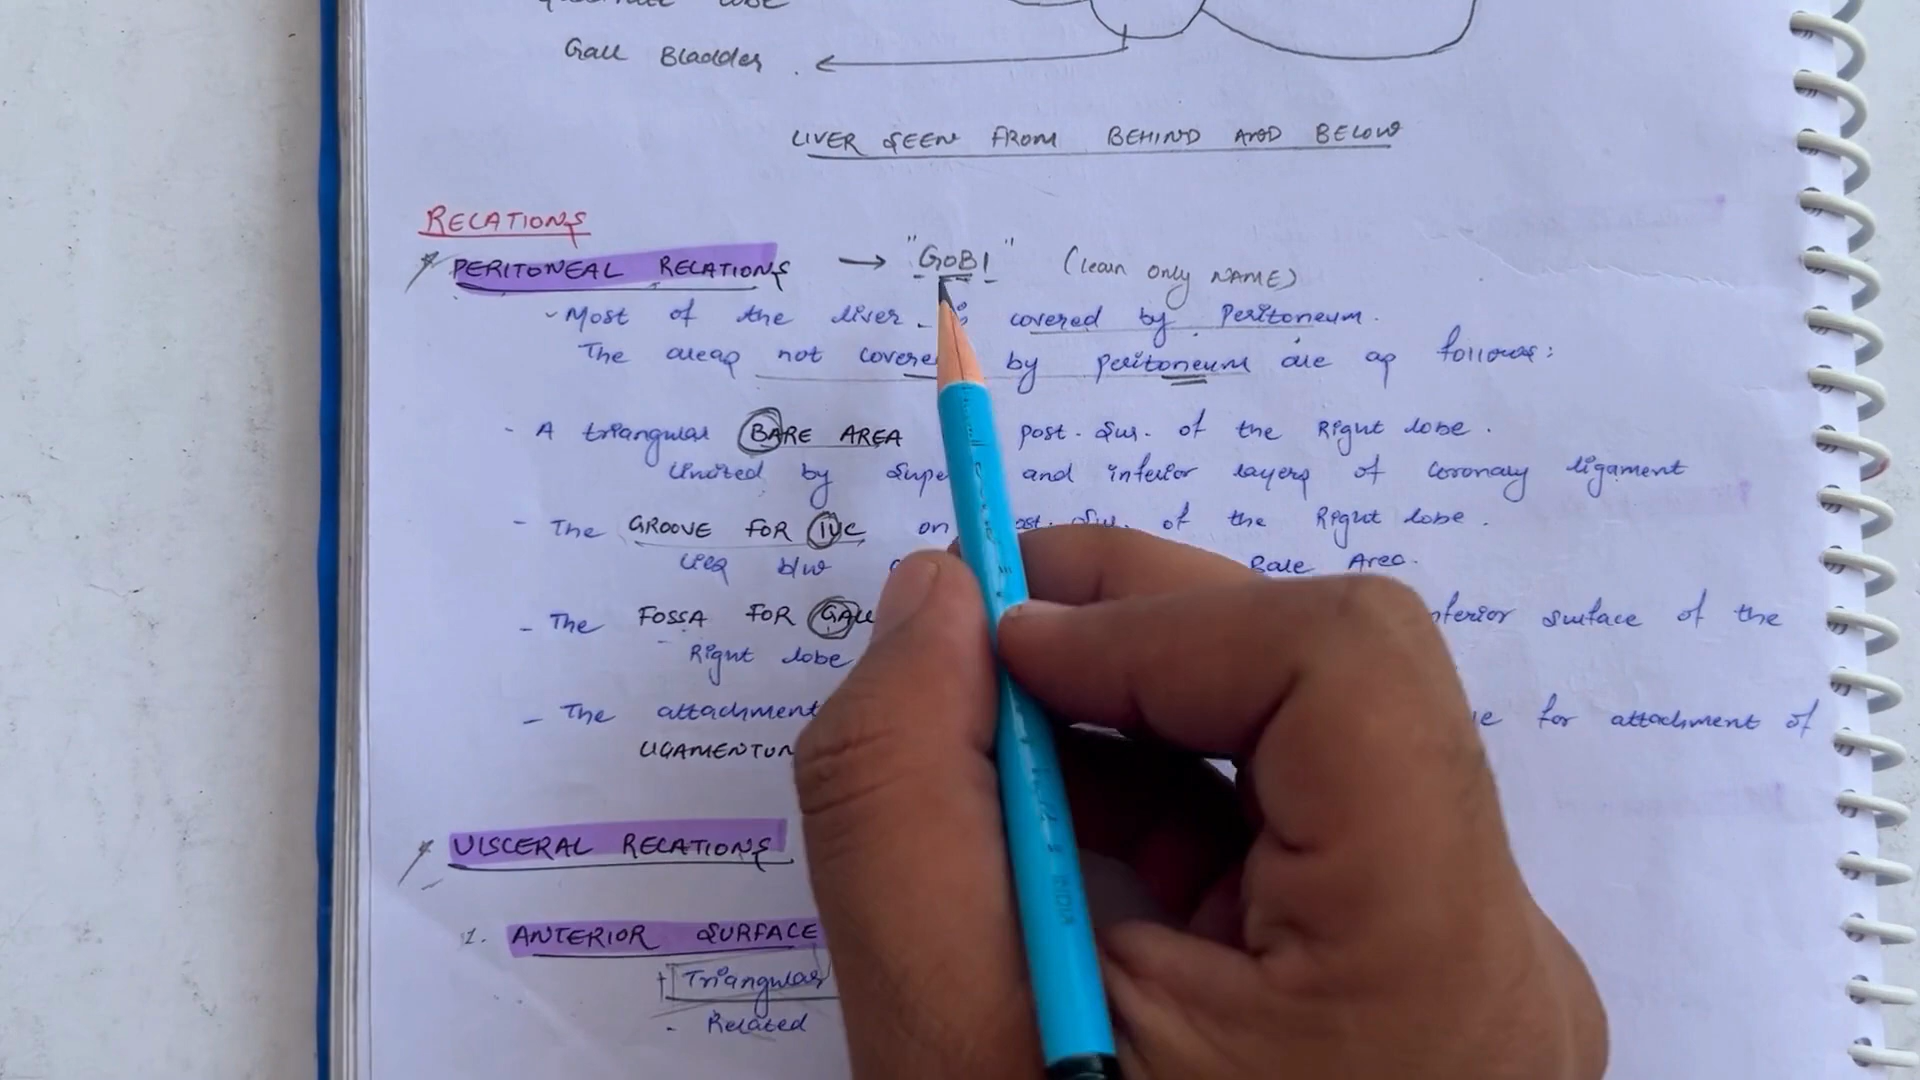 Gall Bladder
LIVER SEEN FROM BEHIND AND BELOW
RELATIONS
* PERITONEAL RELATIONS → "GOBI" (learn only NAME)
- Most of the liver covered by Peritoneum.
The areas not covered by peritoneum are as follows:
- A triangular BARE AREA post. Sur. of the Right lobe.
Limited by and inferior layers of coronary ligament
- The GROOVE FOR IVC on Sur. of the Right lobe.
Lies b/w Bare Area.
- The FOSSA FOR surface of the
Right lobe
- The attachment for attachment of
* VISCERAL RELATIONS
1. ANTERIOR SURFACE
Triangular
- Related
INDIA